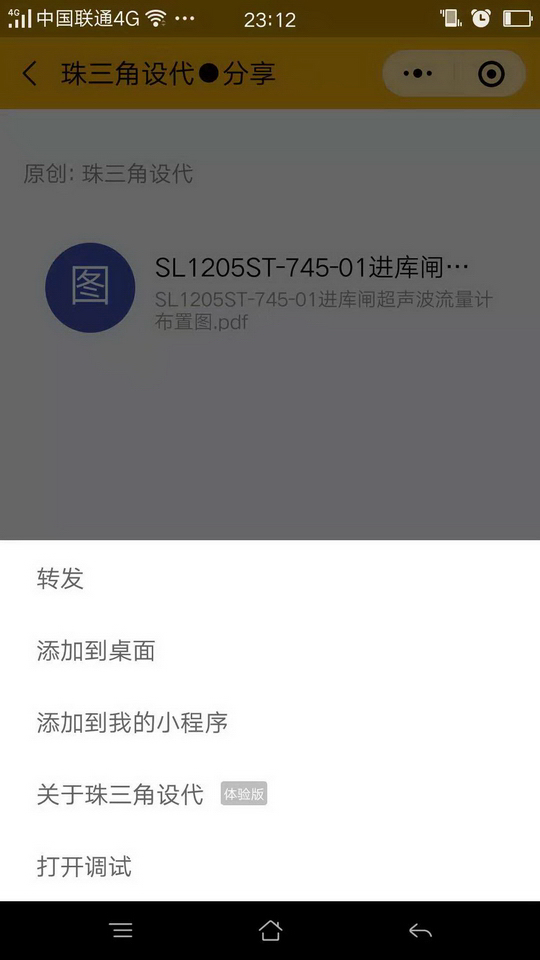 4G 中国联通4G 23:12
珠三角设代●分享
原创: 珠三角设代
图
SL1205ST-745-01进库闸…
SL1205ST-745-01进库闸超声波流量计
布置图.pdf
转发
添加到桌面
添加到我的小程序
关于珠三角设代 体验版
打开调试